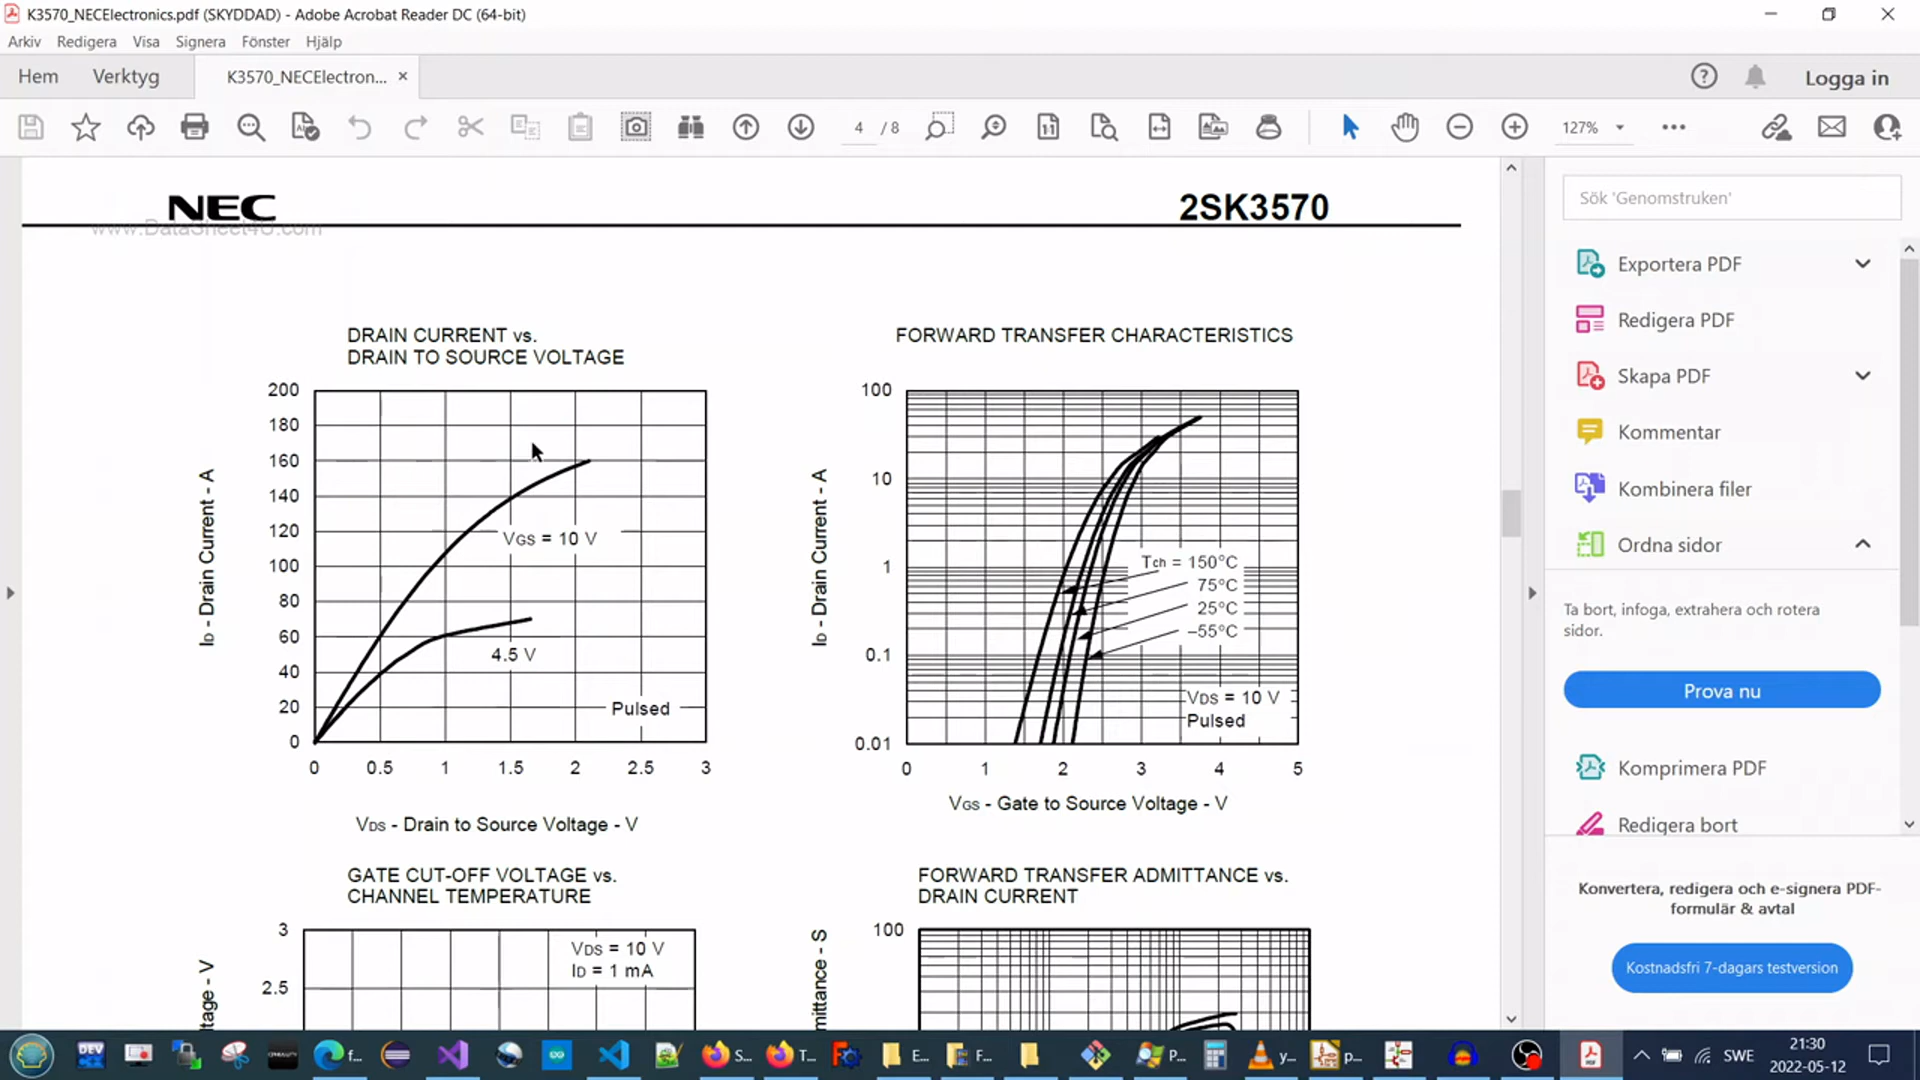 K3570_NECElectronics.pdf (SKYDDAD) - Adobe Acrobat Reader DC (64-bit)
Arkiv Redigera Visa Signera Fönster Hjälp
Hem Verktyg K3570_NECElectron... × Logga in
4 / 8 127%
NEC 2SK3570
www.DataSheet4U.com
DRAIN CURRENT vs.
DRAIN TO SOURCE VOLTAGE
200
180
160
140
120
100
80
60
40
20
0
ID - Drain Current - A
VGS = 10 V
4.5 V
Pulsed
0 0.5 1 1.5 2 2.5 3
VDS - Drain to Source Voltage - V
FORWARD TRANSFER CHARACTERISTICS
100
10
1
0.1
0.01
ID - Drain Current - A
Tch = 150°C
75°C
25°C
−55°C
VDS = 10 V
Pulsed
0 1 2 3 4 5
VGS - Gate to Source Voltage - V
GATE CUT-OFF VOLTAGE vs.
CHANNEL TEMPERATURE
3
2.5
ltage - V
VDS = 10 V
ID = 1 mA
FORWARD TRANSFER ADMITTANCE vs.
DRAIN CURRENT
100
mittance - S
Sök 'Genomstruken'
Exportera PDF
Redigera PDF
Skapa PDF
Kommentar
Kombinera filer
Ordna sidor
Ta bort, infoga, extrahera och rotera
sidor.
Prova nu
Komprimera PDF
Redigera bort
Konvertera, redigera och e-signera PDF-
formulär & avtal
Kostnadsfri 7-dagars testversion
DEV f... S... T... E... F... P... y... p... SWE
21:30
2022-05-12